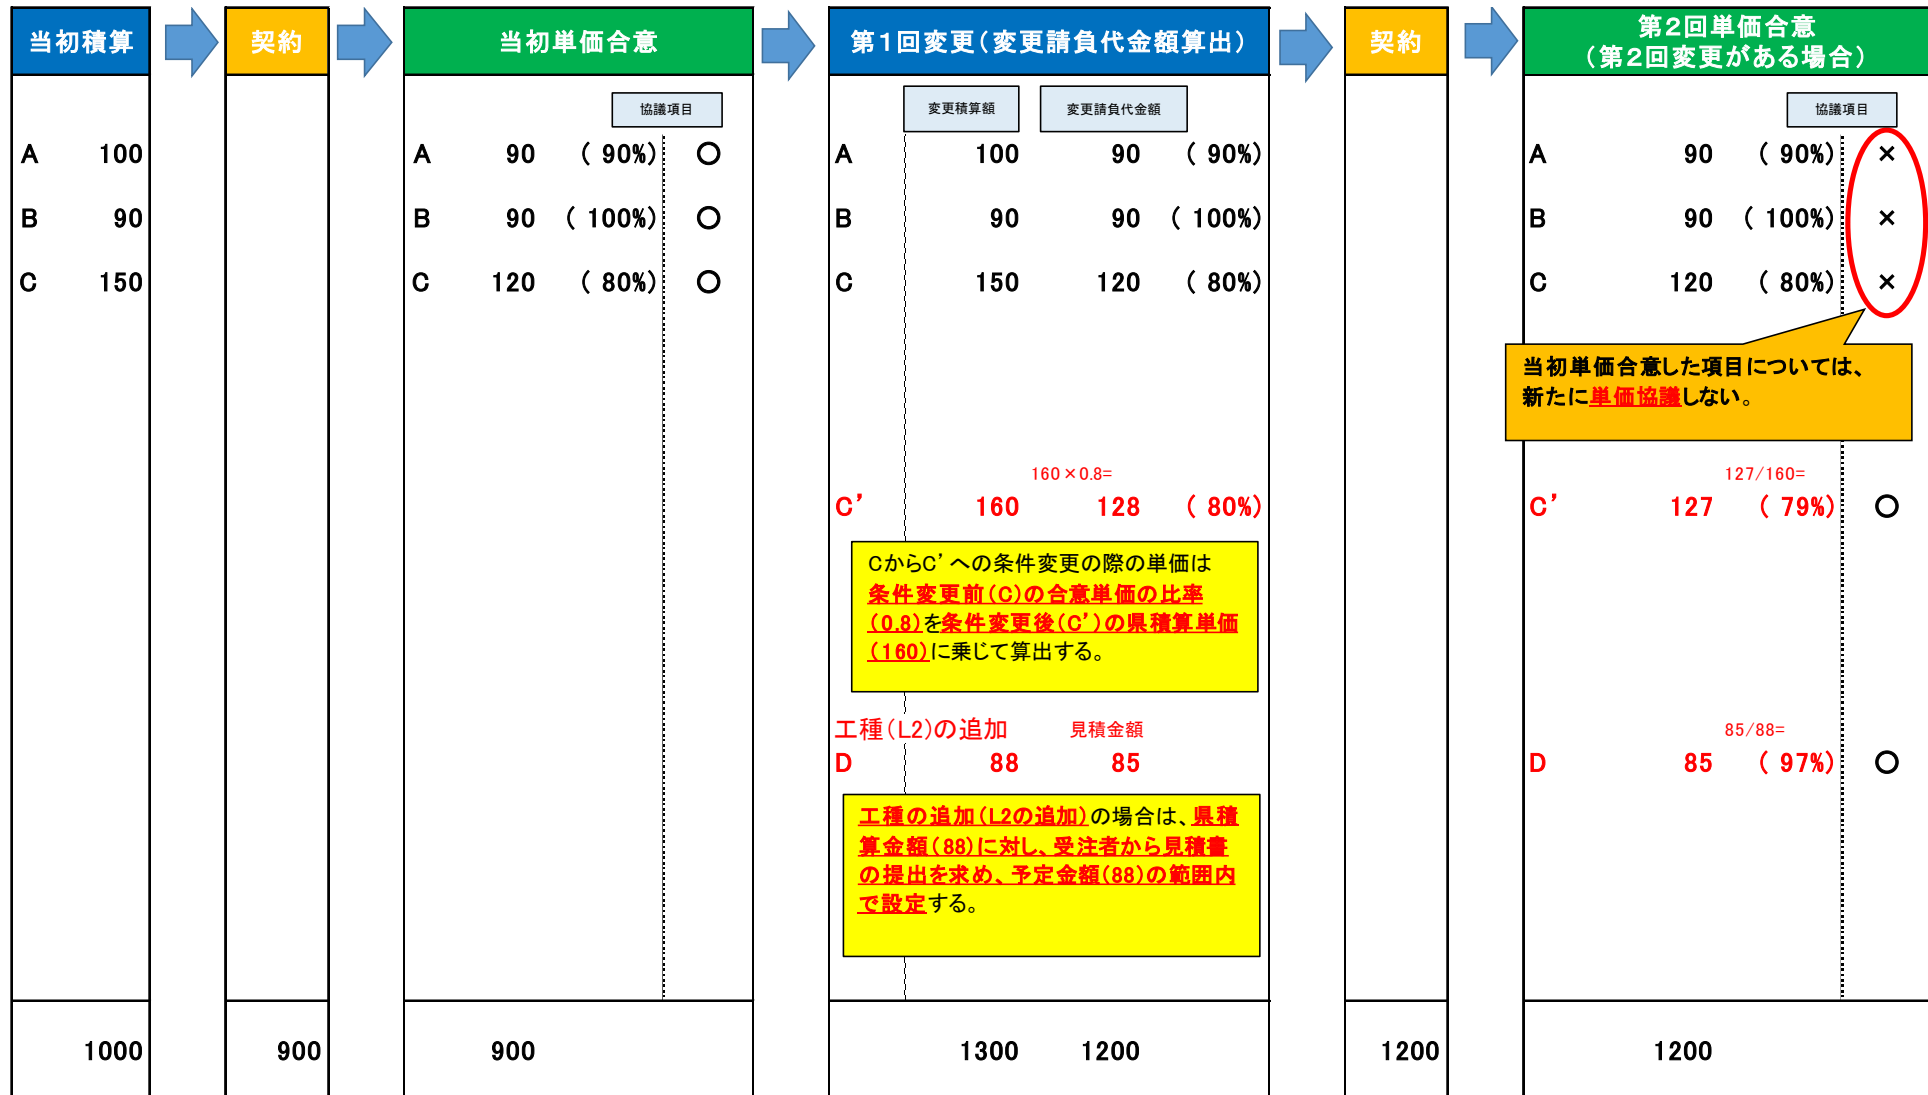 当初積算
契約
当初単価合意
第1回変更（変更請負代金額算出）
契約
第2回単価合意
（第2回変更がある場合）
協議項目
変更積算額
変更請負代金額
協議項目
A 100
A 90 （ 90%） ○
A 100 90 （ 90%）
A 90 （ 90%） ×
B 90
B 90 （ 100%） ○
B 90 90 （ 100%）
B 90 （ 100%） ×
C 150
C 120 （ 80%） ○
C 150 120 （ 80%）
C 120 （ 80%） ×
当初単価合意した項目については、
新たに単価協議しない。
160×0.8=
C’ 160 128 （ 80%）
127/160=
C’ 127 （ 79%） ○
CからC’への条件変更の際の単価は
条件変更前（C）の合意単価の比率
（0.8）を条件変更後（C’）の県積算単価
（160）に乗じて算出する。
工種（L2）の追加 見積金額
D 88 85
85/88=
D 85 （ 97%） ○
工種の追加（L2の追加）の場合は、県積
算金額（88）に対し、受注者から見積書
の提出を求め、予定金額（88）の範囲内
で設定する。
1000
900
900
1300 1200
1200
1200